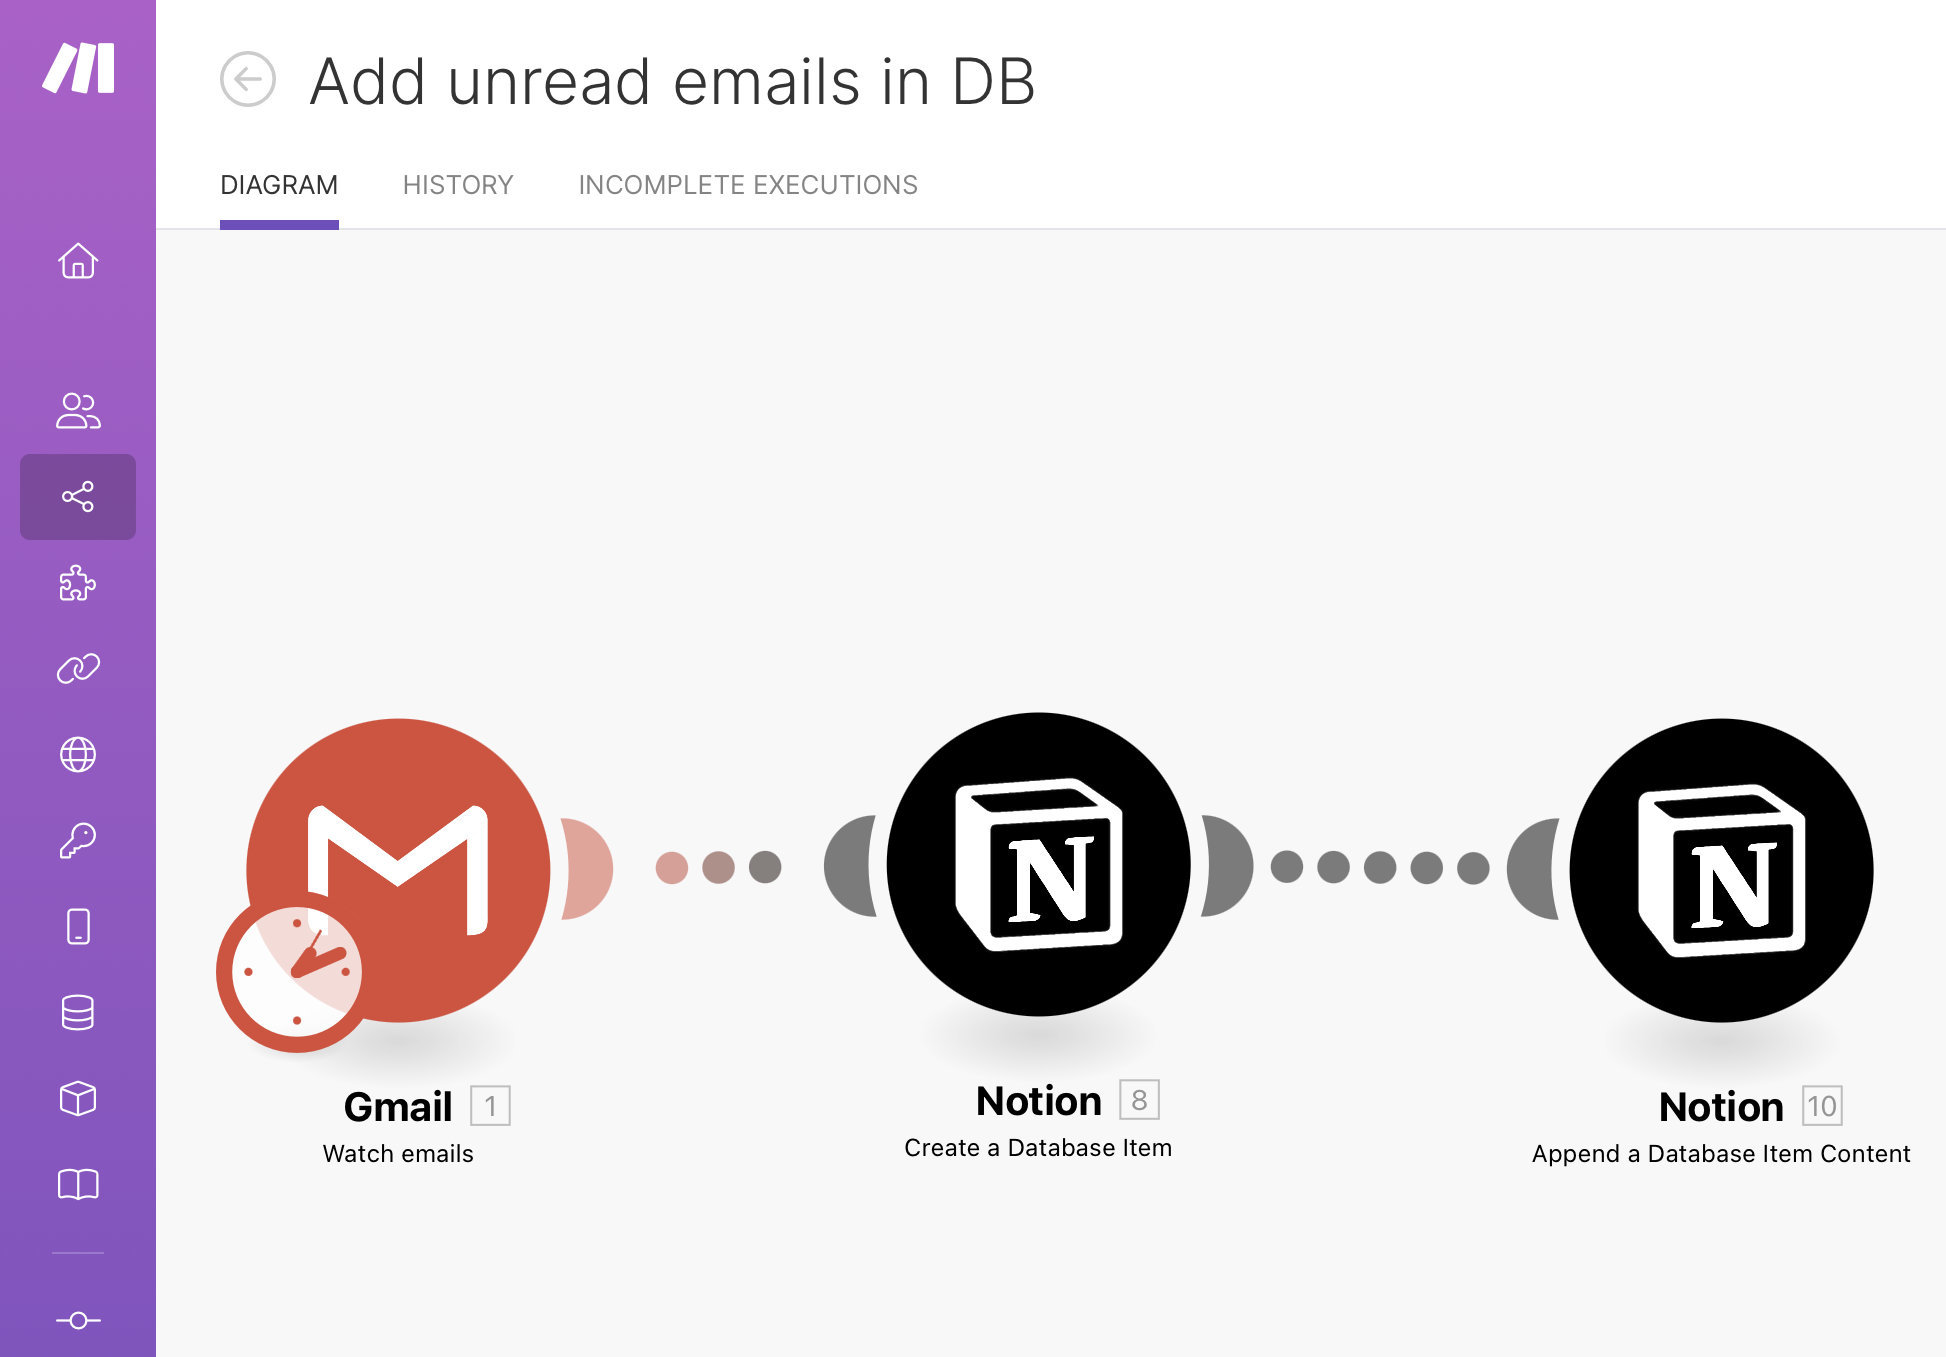 Add unread emails in DB
DIAGRAM HISTORY INCOMPLETE EXECUTIONS
Gmail 1
Watch emails
Notion 8
Create a Database Item
Notion 10
Append a Database Item Content